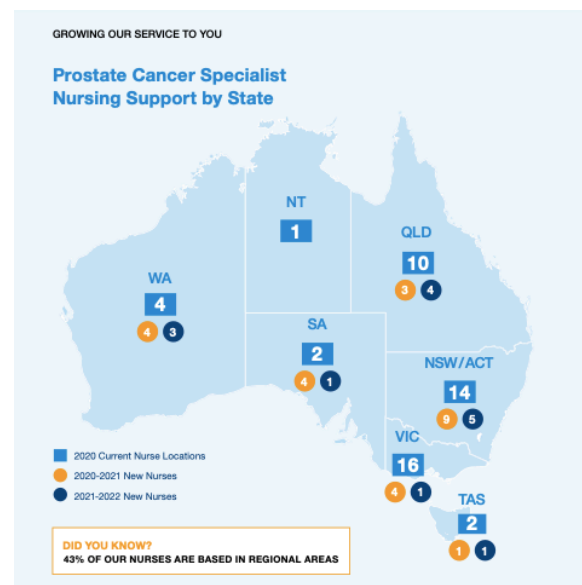 GROWING OUR SERVICE TO YOU
Prostate Cancer Specialist
Nursing Support by State
NT
1
QLD
10
3 4
WA
4
4 3
SA
2
4 1
NSW/ACT
14
9 5
VIC
16
4 1
TAS
2
1 1
2020 Current Nurse Locations
2020-2021 New Nurses
2021-2022 New Nurses
DID YOU KNOW?
43% OF OUR NURSES ARE BASED IN REGIONAL AREAS